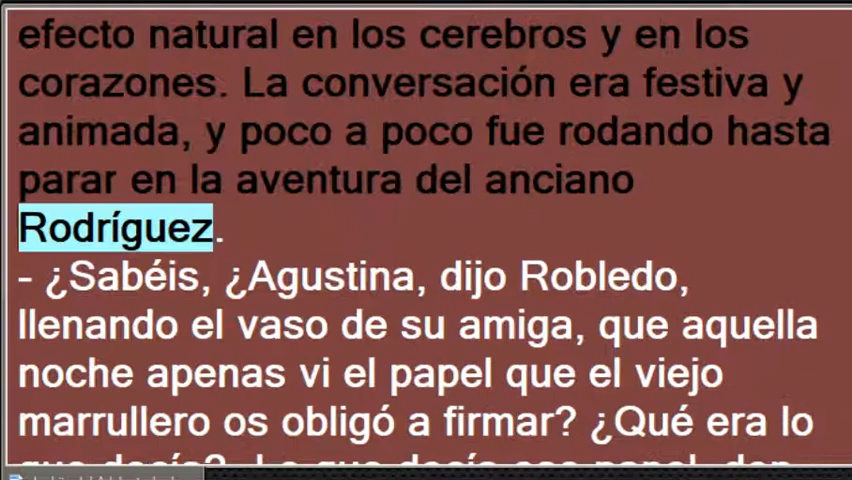 efecto natural en los cerebros y en los
corazones. La conversación era festiva y
animada, y poco a poco fue rodando hasta
parar en la aventura del anciano
Rodríguez.
- ¿Sabéis, ¿Agustina, dijo Robledo,
llenando el vaso de su amiga, que aquella
noche apenas vi el papel que el viejo
marrullero os obligó a firmar? ¿Qué era lo
que decía?